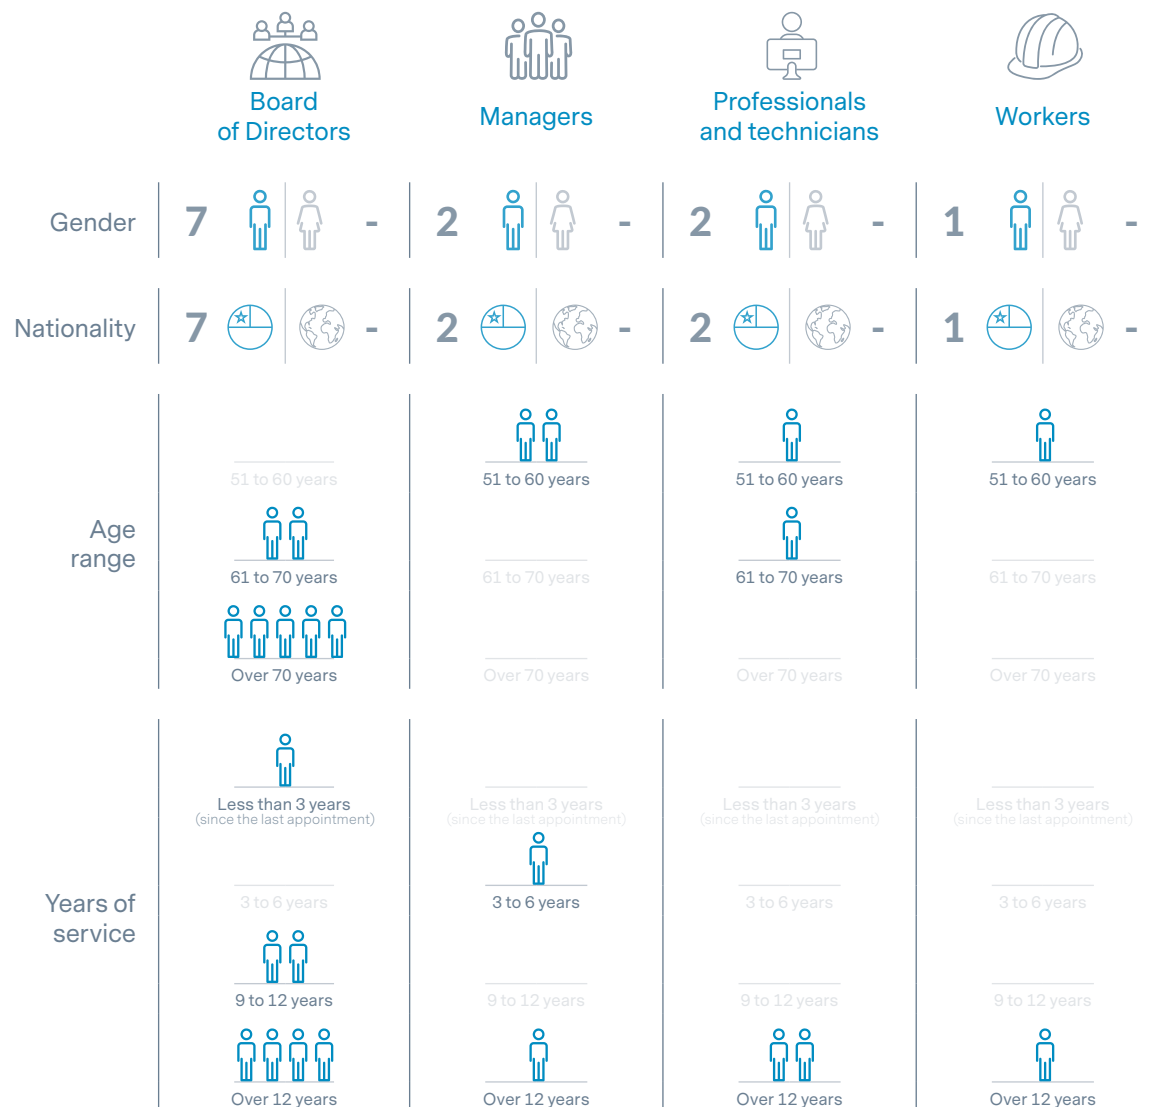 Board
of Directors
Managers
Professionals
and technicians
Workers
Gender
7 - 2 - 2 - 1 -
Nationality
7 - 2 - 2 - 1 -
Age
range
51 to 60 years 51 to 60 years 51 to 60 years 51 to 60 years
61 to 70 years 61 to 70 years 61 to 70 years 61 to 70 years
Over 70 years Over 70 years Over 70 years Over 70 years
Years of
service
Less than 3 years Less than 3 years Less than 3 years Less than 3 years
(since the last appointment) (since the last appointment) (since the last appointment) (since the last appointment)
3 to 6 years 3 to 6 years 3 to 6 years 3 to 6 years
9 to 12 years 9 to 12 years 9 to 12 years 9 to 12 years
Over 12 years Over 12 years Over 12 years Over 12 years